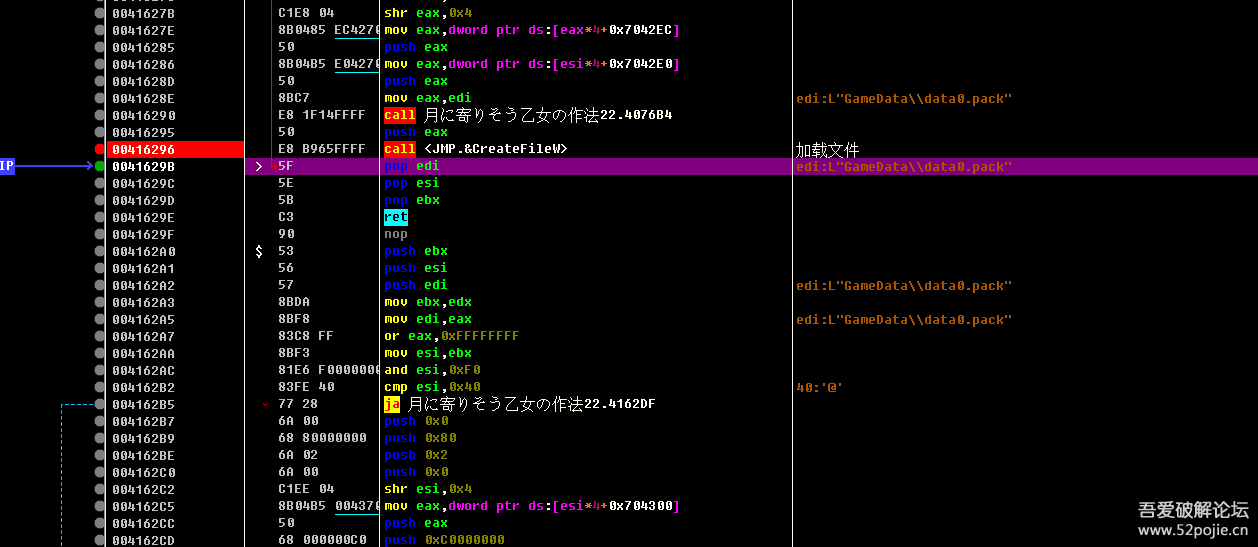 0041627B C1E8 04 shr eax,0x4
0041627E 8B0485 EC4270 mov eax,dword ptr ds:[eax*4+0x7042EC]
00416285 50 push eax
00416286 8B04B5 E04270 mov eax,dword ptr ds:[esi*4+0x7042E0]
0041628D 50 push eax
0041628E 8BC7 mov eax,edi edi:L"GameData\\data0.pack"
00416290 E8 1F14FFFF call 月に寄りそう乙女の作法22.4076B4
00416295 50 push eax
00416296 E8 B965FFFF call <JMP.&CreateFileW> 加载文件
IP 0041629B > 5F pop edi edi:L"GameData\\data0.pack"
0041629C 5E pop esi
0041629D 5B pop ebx
0041629E C3 ret
0041629F 90 nop
004162A0 $ 53 push ebx
004162A1 56 push esi
004162A2 57 push edi edi:L"GameData\\data0.pack"
004162A3 8BDA mov ebx,edx
004162A5 8BF8 mov edi,eax edi:L"GameData\\data0.pack"
004162A7 83C8 FF or eax,0xFFFFFFFF
004162AA 8BF3 mov esi,ebx
004162AC 81E6 F0000000 and esi,0xF0
004162B2 83FE 40 cmp esi,0x40 40:'@'
004162B5 77 28 ja 月に寄りそう乙女の作法22.4162DF
004162B7 6A 00 push 0x0
004162B9 68 80000000 push 0x80
004162BE 6A 02 push 0x2
004162C0 6A 00 push 0x0
004162C2 C1EE 04 shr esi,0x4
004162C5 8B04B5 004370 mov eax,dword ptr ds:[esi*4+0x704300]
004162CC 50 push eax
004162CD 68 000000C0 push 0xC0000000
吾爱破解论坛
www.52pojie.cn